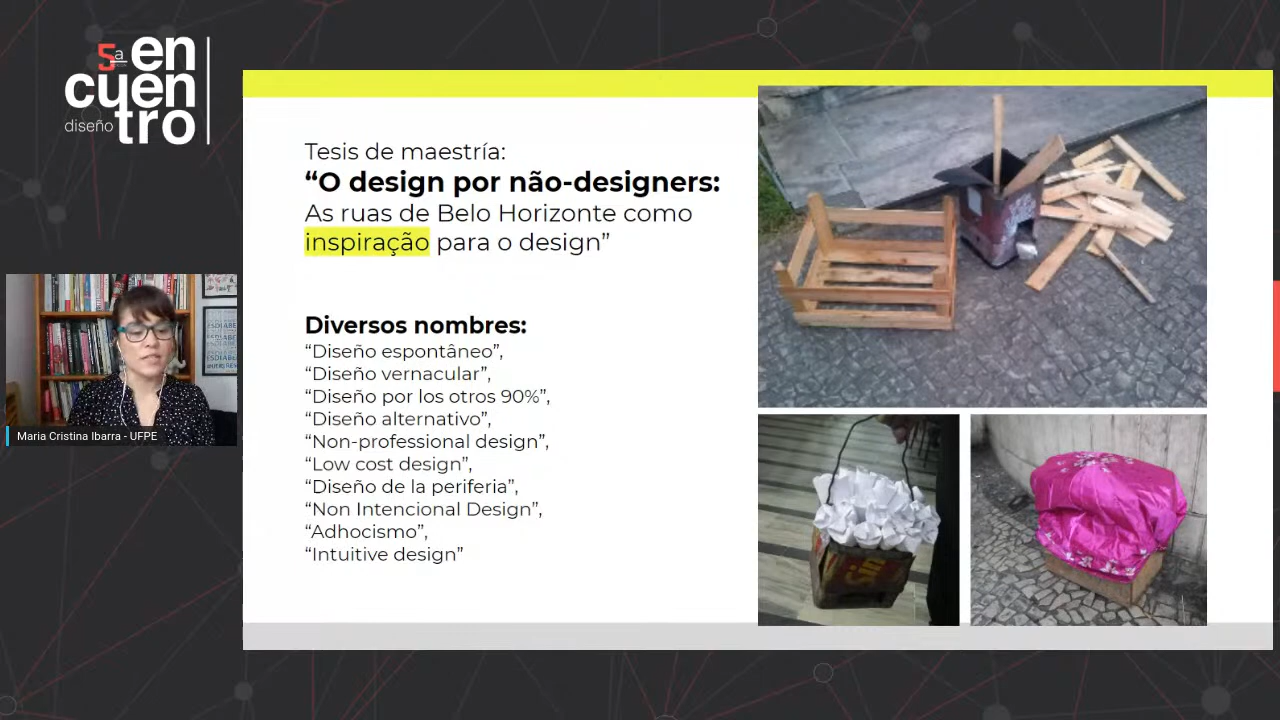 5a en
cuen
diseño tro
Tesis de maestría:
“O design por não-designers:
As ruas de Belo Horizonte como
inspiração para o design”
Diversos nombres:
“Diseño espontâneo”,
“Diseño vernacular”,
“Diseño por los otros 90%”,
“Diseño alternativo”,
“Non-professional design”,
“Low cost design”,
“Diseño de la periferia”,
“Non Intencional Design”,
“Adhocismo”,
“Intuitive design”
Maria Cristina Ibarra - UFPE